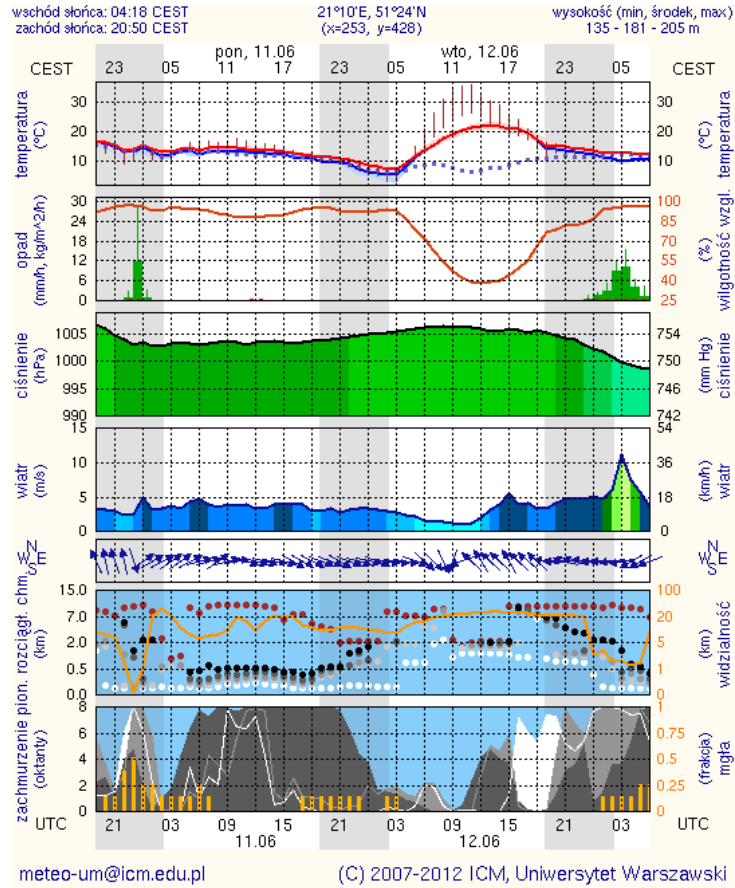 wschód słońca: 04:18 CEST 21°10'E, 51°24'N wysokość (min, środek, max)
zachód słońca: 20:50 CEST (x=253, y=428) 135 - 181 - 205 m
pon, 11.06 wto, 12.06
CEST 23 05 11 17 23 05 11 17 23 05 CEST
temperatura (°C) 30 20 10 30 20 10 (°C) temperatura
opad (mm/h, kg/m^2/h) 30 24 18 12 6 0 100 85 70 55 40 25 (%) wilgotność wzgl.
ciśnienie (hPa) 1005 1000 995 990 754 750 746 742 (mm Hg) ciśnienie
wiatr (m/s) 15 10 5 0 54 36 18 0 (km/h) wiatr
N W E S N W E S
pion. rozciągł. chm. (km) 15.0 7.0 2.0 0.5 0.0 100 20 5 1 0 (km) widzialność
zachmurzenie (oktanty) 8 6 4 2 0 1 0.75 0.5 0.25 0 (frakcja) mgła
UTC 21 03 09 15 21 03 09 15 21 03 UTC
11.06 12.06
meteo-um@icm.edu.pl (C) 2007-2012 ICM, Uniwersytet Warszawski